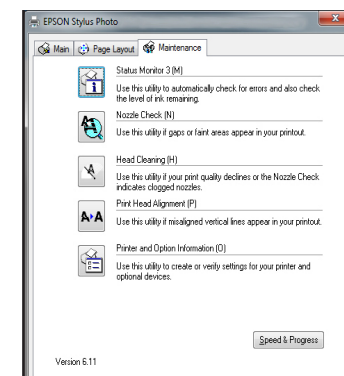 EPSON Stylus Photo
Main Page Layout Maintenance
Status Monitor 3 (M)
Use this utility to automatically check for errors and also check
the level of ink remaining.
Nozzle Check (N)
Use this utility if gaps or faint areas appear in your printout.
Head Cleaning (H)
Use this utility if your print quality declines or the Nozzle Check
indicates clogged nozzles.
Print Head Alignment (P)
Use this utility if misaligned vertical lines appear in your printout.
Printer and Option Information (O)
Use this utility to create or verify settings for your printer and
optional devices.
Speed & Progress
Version 6.11